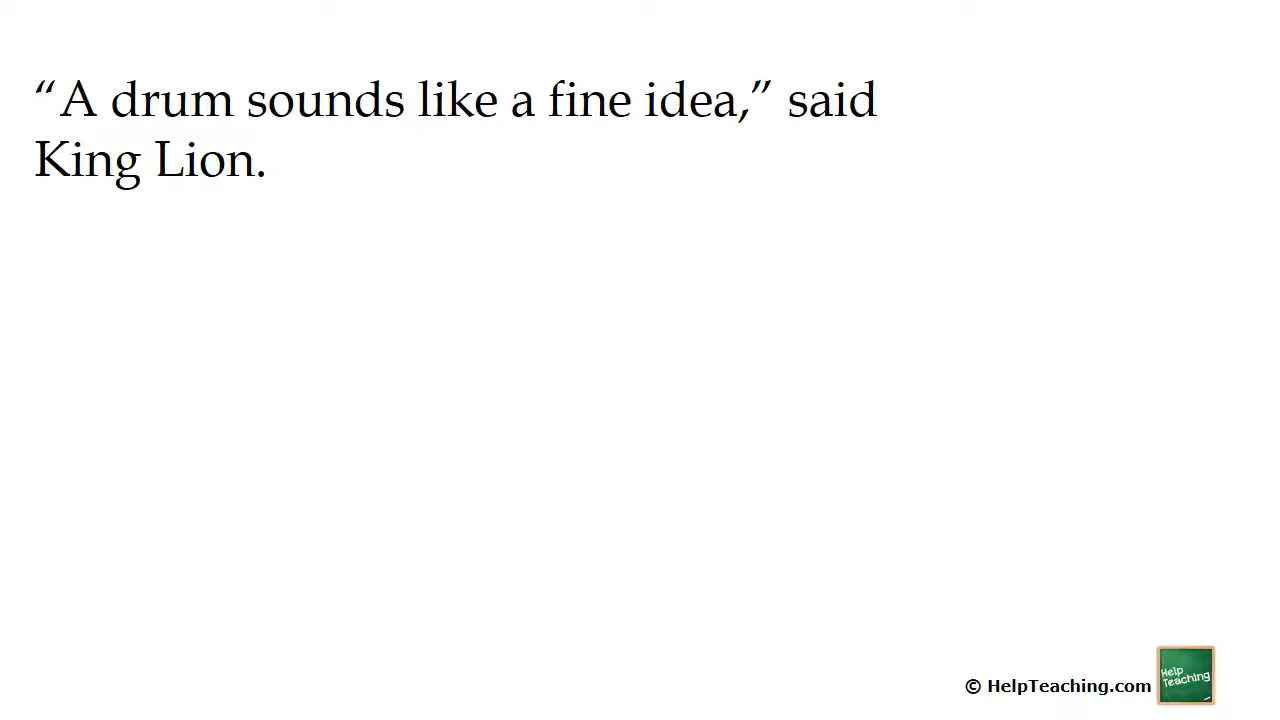 “A drum sounds like a fine idea,” said
King Lion.
© HelpTeaching.com
Help
Teaching